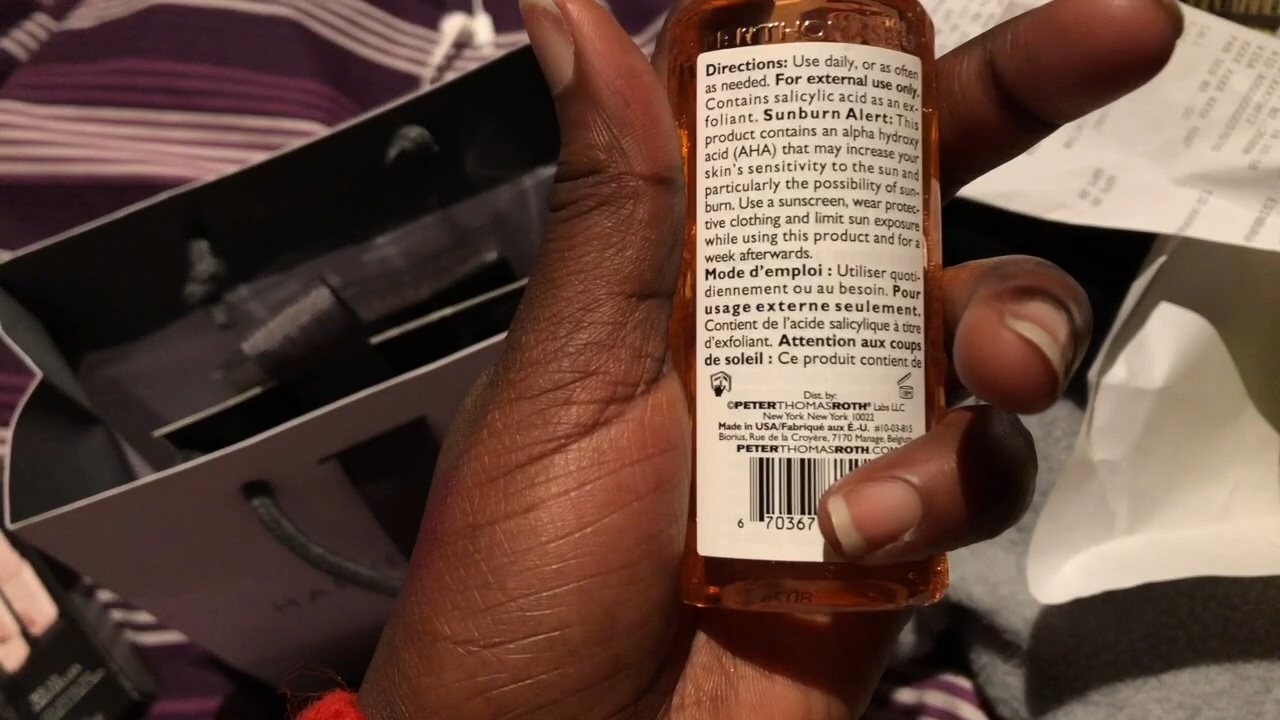 Directions: Use daily, or as often
as needed. For external use only.
Contains salicylic acid as an ex-
foliant. Sunburn Alert: This
product contains an alpha hydroxy
acid (AHA) that may increase your
skin's sensitivity to the sun and
particularly the possibility of sun-
burn. Use a sunscreen, wear protec-
tive clothing and limit sun exposure
while using this product and for a
week afterwards.
Mode d'emploi : Utiliser quoti-
diennement ou au besoin. Pour
usage externe seulement.
Contient de l'acide salicylique à titre
d'exfoliant. Attention aux coups
de soleil : Ce produit contient de
Dist. by:
©PETERTHOMASROTH® Labs LLC
New York New York 10022
Made in USA/Fabriqué aux É.-U. #10-03-815
Biorius, Rue de la Croyère, 7170 Manage, Belgium
PETERTHOMASROTH.COM
6 70367